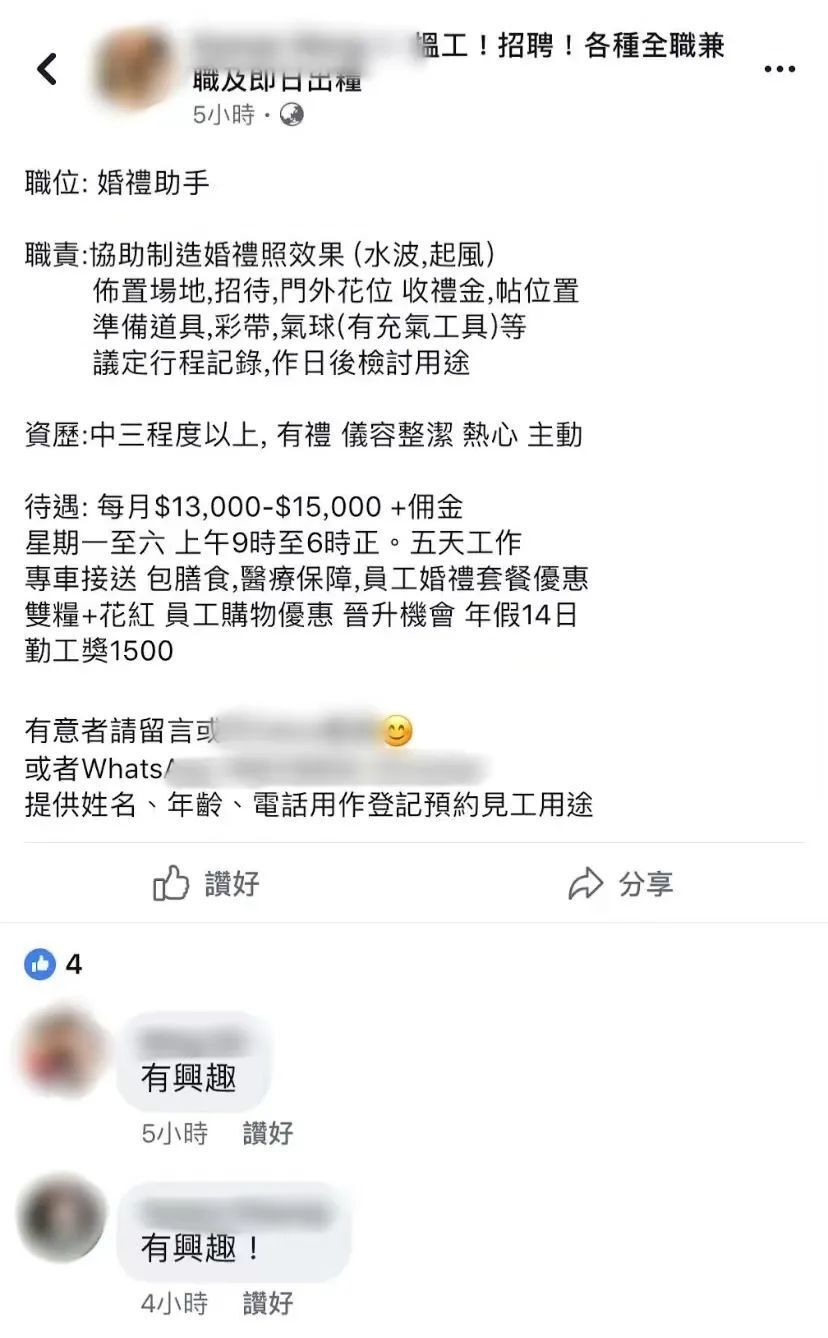 搵工！招聘！各種全職兼
職及即日出糧
5小時 ·
職位: 婚禮助手
職責:協助制造婚禮照效果 (水波,起風)
佈置場地,招待,門外花位 收禮金,帖位置
準備道具,彩帶,氣球(有充氣工具)等
議定行程記錄,作日後檢討用途
資歷:中三程度以上, 有禮 儀容整潔 熱心 主動
待遇: 每月$13,000-$15,000 +佣金
星期一至六 上午9時至6時正。五天工作
專車接送 包膳食,醫療保障,員工婚禮套餐優惠
雙糧+花紅 員工購物優惠 晉升機會 年假14日
勤工獎1500
有意者請留言或😊
或者Whats
提供姓名、年齡、電話用作登記預約見工用途
讚好 分享
4
有興趣
5小時 讚好
有興趣！
4小時 讚好